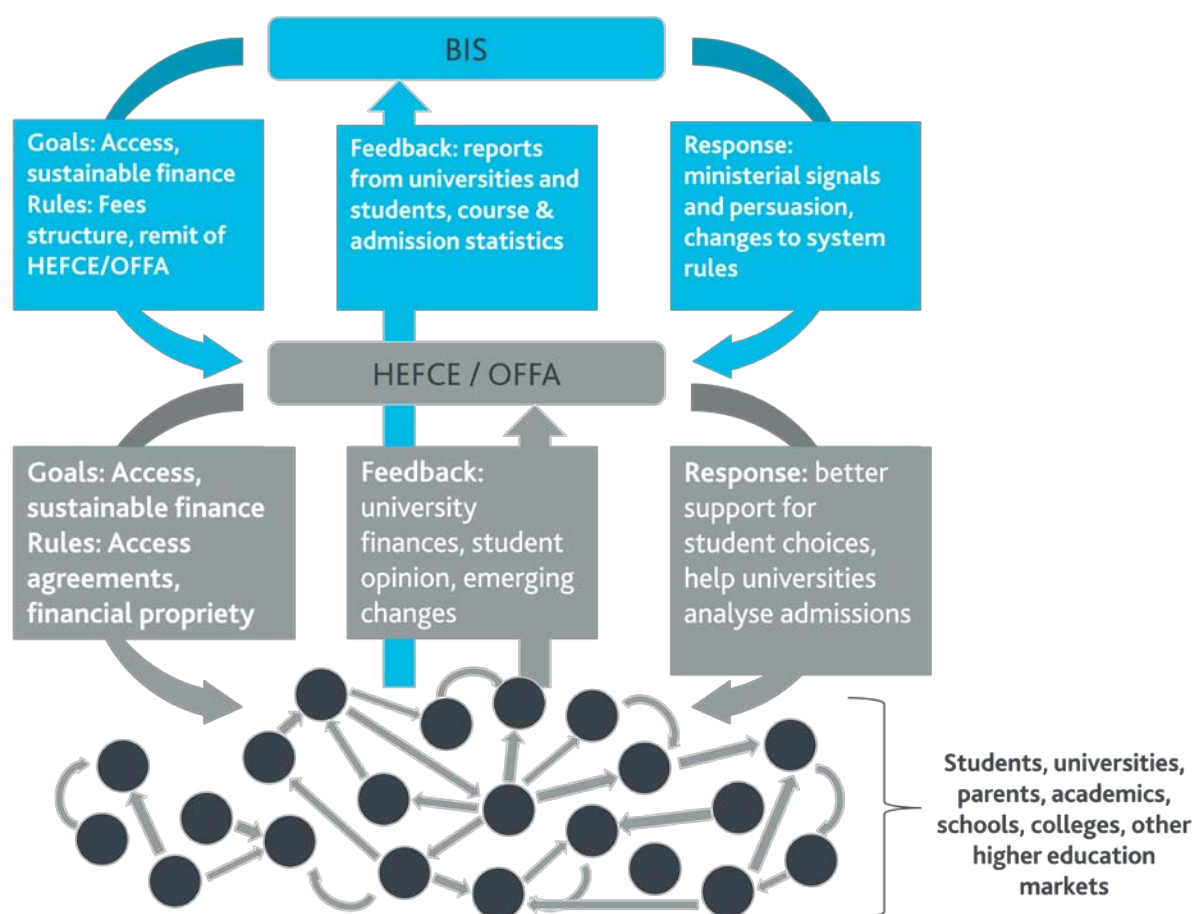 BIS
Goals: Access,
sustainable finance
Rules: Fees
structure, remit of
HEFCE/OFFA
Feedback: reports
from universities and
students, course &
admission statistics
Response:
ministerial signals
and persuasion,
changes to system
rules
HEFCE / OFFA
Goals: Access,
sustainable finance
Rules: Access
agreements,
financial propriety
Feedback:
university
finances, student
opinion, emerging
changes
Response: better
support for
student choices,
help universities
analyse admissions
Students, universities,
parents, academics,
schools, colleges, other
higher education
markets